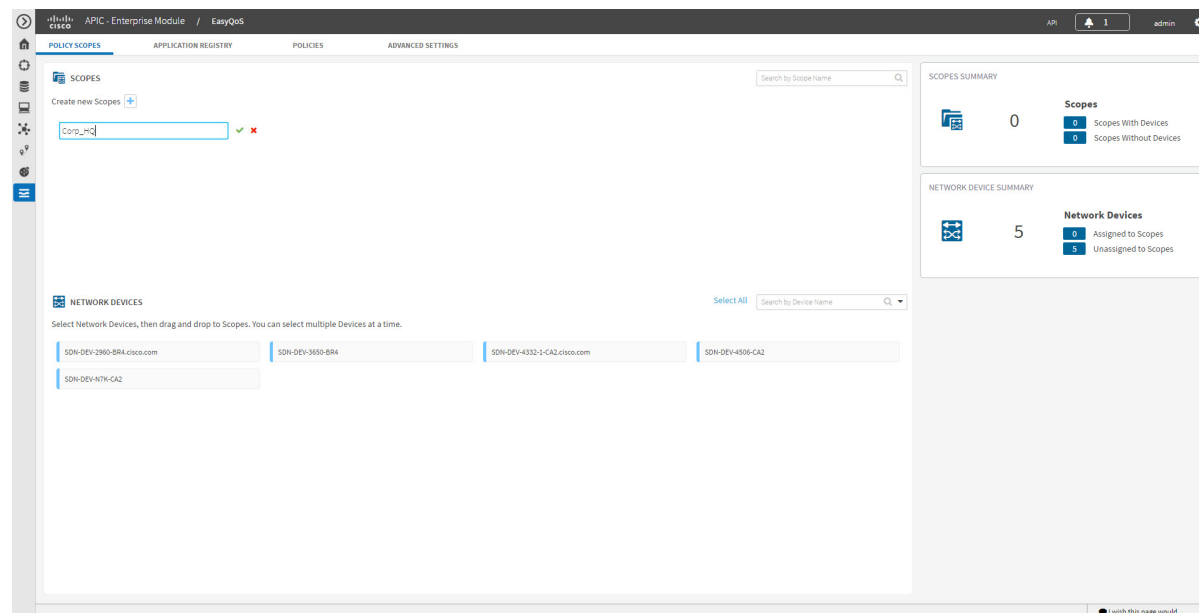 cisco APIC - Enterprise Module / EasyQoS API 1 admin
POLICY SCOPES APPLICATION REGISTRY POLICIES ADVANCED SETTINGS
SCOPES Search by Scope Name
Create new Scopes +
Corp_HQ
SCOPES SUMMARY
0
Scopes
0 Scopes With Devices
0 Scopes Without Devices
NETWORK DEVICE SUMMARY
5
Network Devices
0 Assigned to Scopes
5 Unassigned to Scopes
NETWORK DEVICES Select All Search by Device Name
Select Network Devices, then drag and drop to Scopes. You can select multiple Devices at a time.
SDN-DEV-2960-BR4.cisco.com SDN-DEV-3650-BR4 SDN-DEV-4332-1-CA2.cisco.com SDN-DEV-4506-CA2
SDN-DEV-N7K-CA2
I wish this page would